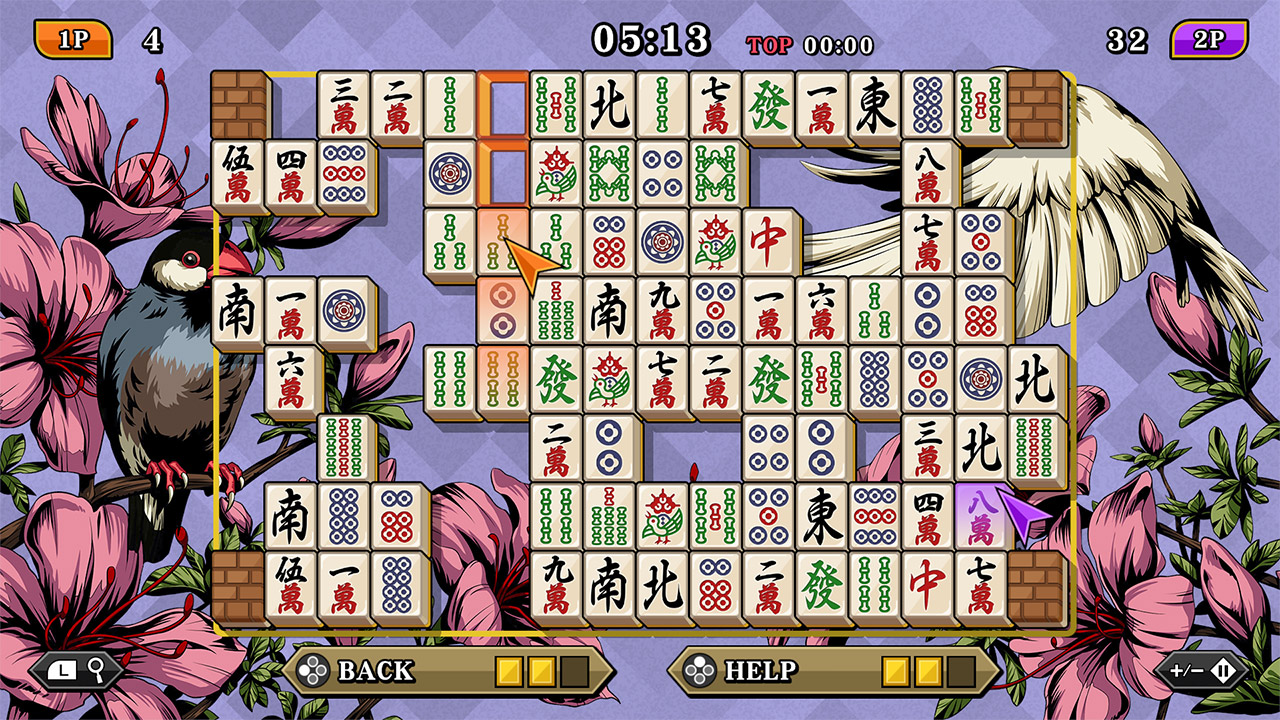 1P 4 05:13 TOP 00:00 32 2P
三萬 二萬 北 七萬 發 一萬 東
伍萬 四萬 八萬
中 七萬
南 一萬 南 九萬 一萬 六萬
六萬 發 七萬 二萬 發 北
二萬 三萬 北
南 東 四萬 八萬
伍萬 一萬 九萬 南 北 二萬 發 中 七萬
L BACK HELP +/-